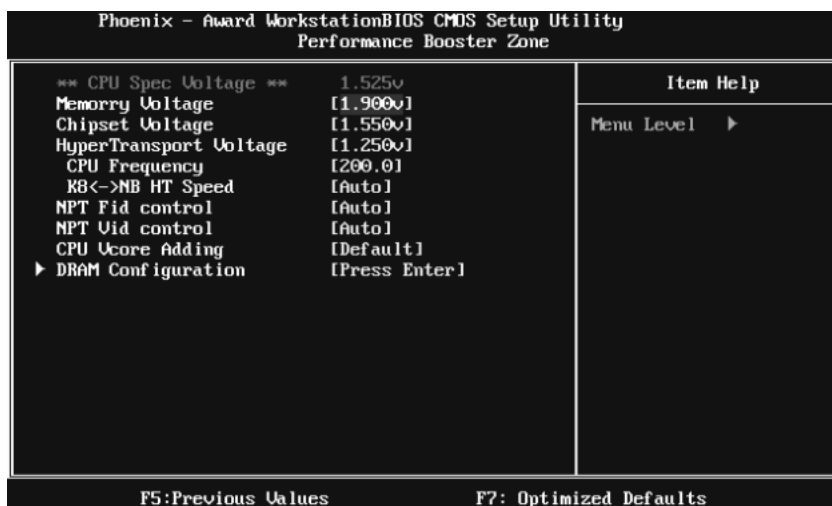 Phoenix - Award WorkstationBIOS CMOS Setup Utility
Performance Booster Zone
** CPU Spec Voltage ** 1.525v
Memorry Voltage [1.900v]
Chipset Voltage [1.550v]
HyperTransport Voltage [1.250v]
CPU Frequency [200.0]
K8<->NB HT Speed [Auto]
NPT Fid control [Auto]
NPT Vid control [Auto]
CPU Vcore Adding [Default]
▶ DRAM Configuration [Press Enter]
Item Help
Menu Level ▶
F5:Previous Values F7: Optimized Defaults